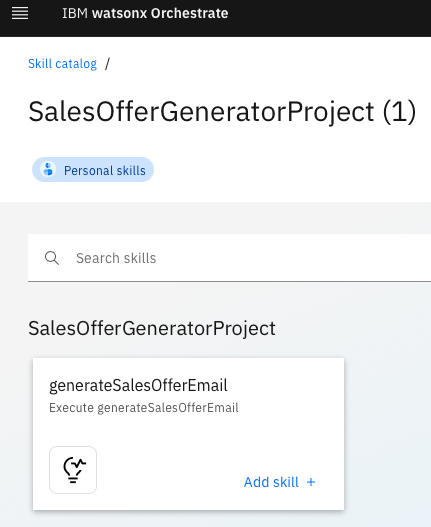 IBM watsonx Orchestrate
Skill catalog /
SalesOfferGeneratorProject (1)
Personal skills
Search skills
SalesOfferGeneratorProject
generateSalesOfferEmail
Execute generateSalesOfferEmail
Add skill +